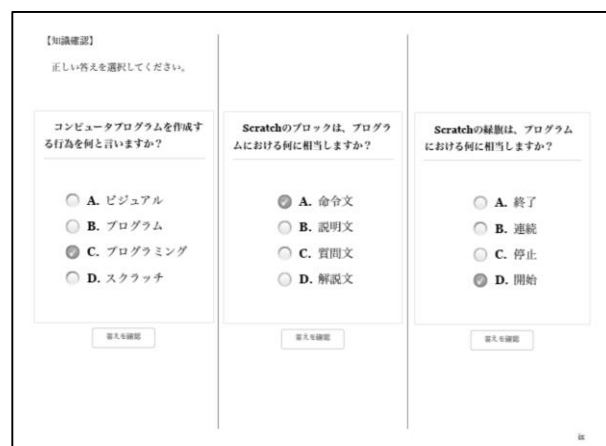 【知識確認】
正しい答えを選択してください。
コンピュータプログラムを作成す
る行為を何と言いますか？
A. ビジュアル
B. プログラム
C. プログラミング
D. スクラッチ
答えを確認
Scratchのブロックは、プログラ
ムにおける何に相当しますか？
A. 命令文
B. 説明文
C. 質問文
D. 解説文
答えを確認
Scratchの緑旗は、プログラム
における何に相当しますか？
A. 終了
B. 連続
C. 停止
D. 開始
答えを確認